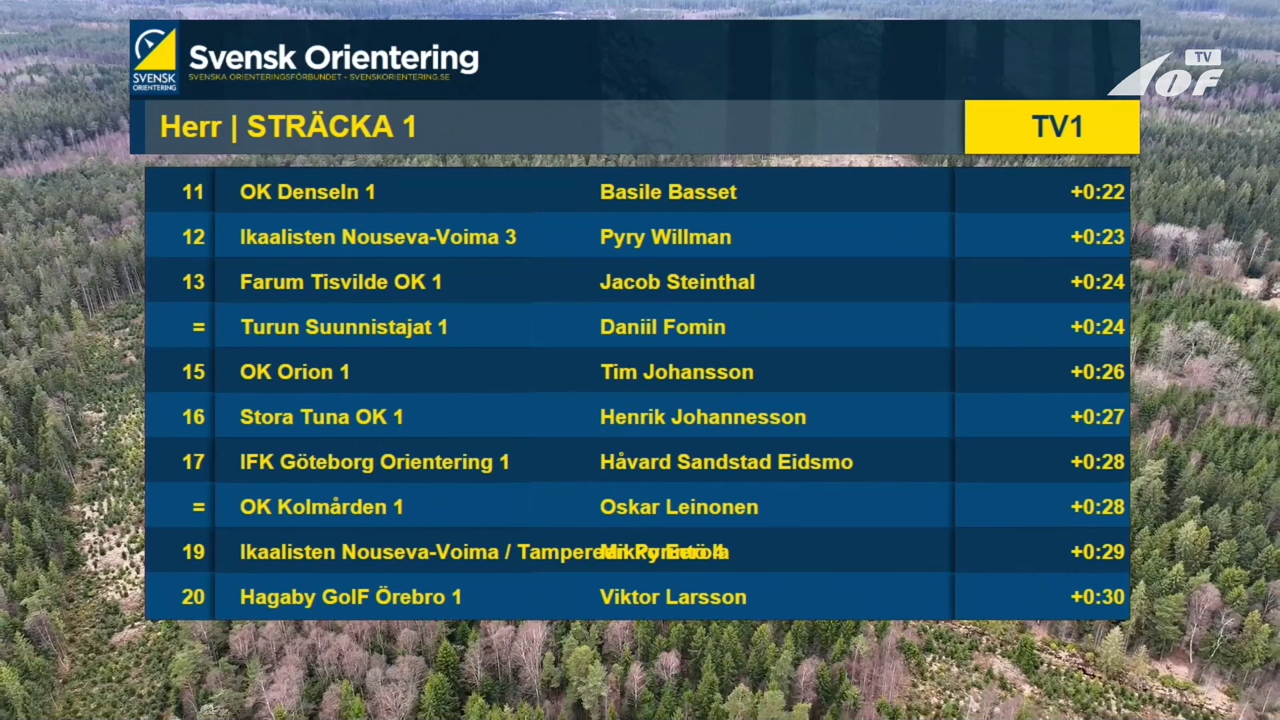 SVENSK
ORIENTERING
Svensk Orientering
SVENSKA ORIENTERINGSFÖRBUNDET - SVENSKORIENTERING.SE
TV
OF
Herr | STRÄCKA 1 TV1
11 OK Denseln 1 Basile Basset +0:22
12 Ikaalisten Nouseva-Voima 3 Pyry Willman +0:23
13 Farum Tisvilde OK 1 Jacob Steinthal +0:24
= Turun Suunnistajat 1 Daniil Fomin +0:24
15 OK Orion 1 Tim Johansson +0:26
16 Stora Tuna OK 1 Henrik Johannesson +0:27
17 IFK Göteborg Orientering 1 Håvard Sandstad Eidsmo +0:28
= OK Kolmården 1 Oskar Leinonen +0:28
19 Ikaalisten Nouseva-Voima / +0:29
20 Hagaby GoIF Örebro 1 Viktor Larsson +0:30